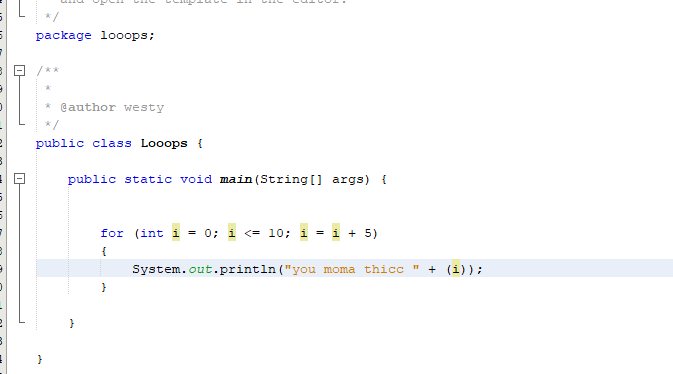 and open the template in the editor.
*/
package looops;
/**
*
* @author westy
*/
public class Looops {
public static void main(String[] args) {
for (int i = 0; i <= 10; i = i + 5)
{
System.out.println("you moma thicc " + (i));
}
}
}